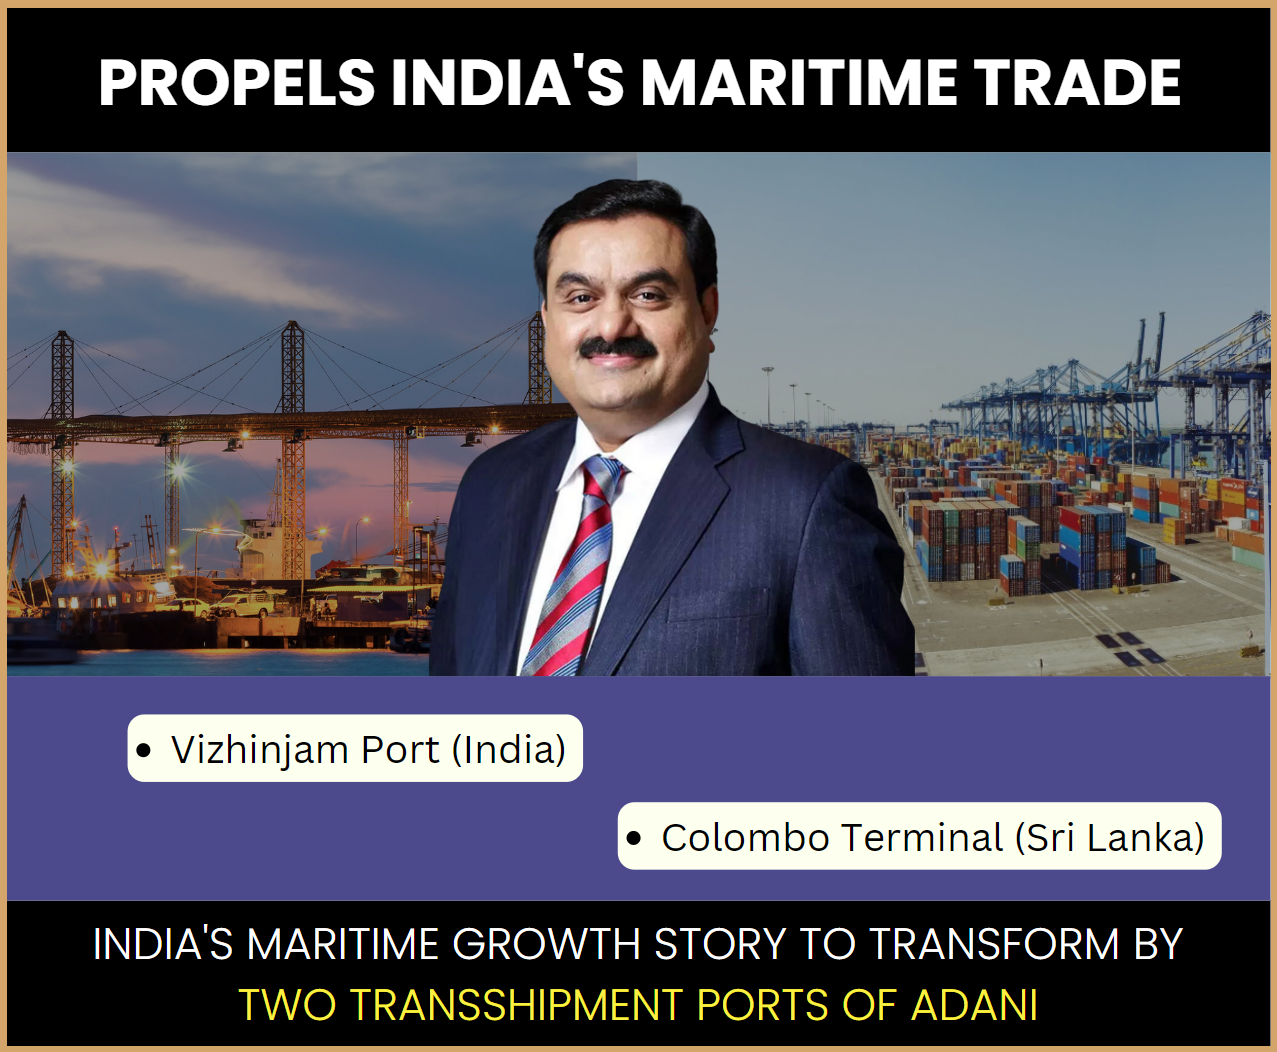 PROPELS INDIA'S MARITIME TRADE
• Vizhinjam Port (India)
• Colombo Terminal (Sri Lanka)
INDIA'S MARITIME GROWTH STORY TO TRANSFORM BY
TWO TRANSSHIPMENT PORTS OF ADANI